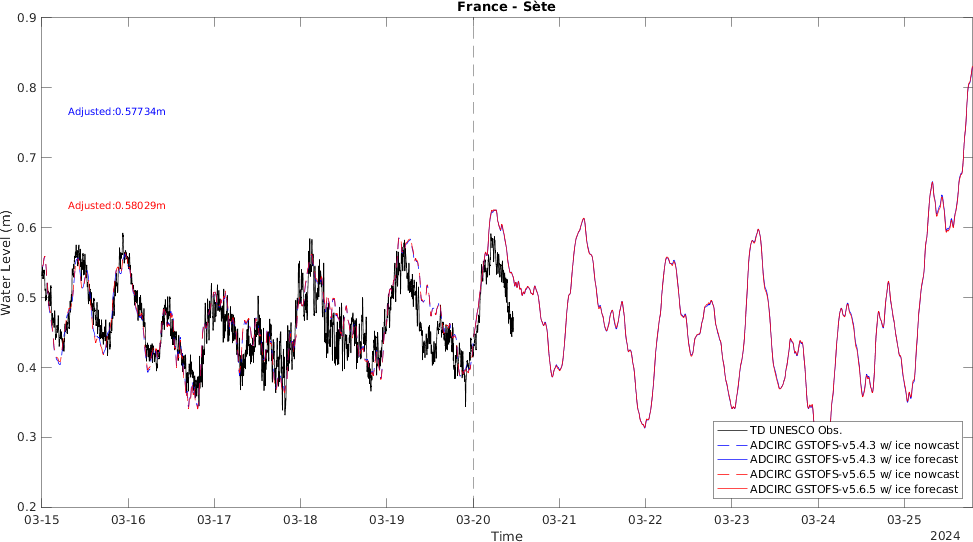 France - Sète
0.9
0.8
0.7
0.6
0.5
0.4
0.3
0.2
Water Level (m)
Adjusted:0.57734m
Adjusted:0.58029m
TD UNESCO Obs.
ADCIRC GSTOFS-v5.4.3 w/ ice nowcast
ADCIRC GSTOFS-v5.4.3 w/ ice forecast
ADCIRC GSTOFS-v5.6.5 w/ ice nowcast
ADCIRC GSTOFS-v5.6.5 w/ ice forecast
03-15 03-16 03-17 03-18 03-19 03-20 03-21 03-22 03-23 03-24 03-25
Time
2024